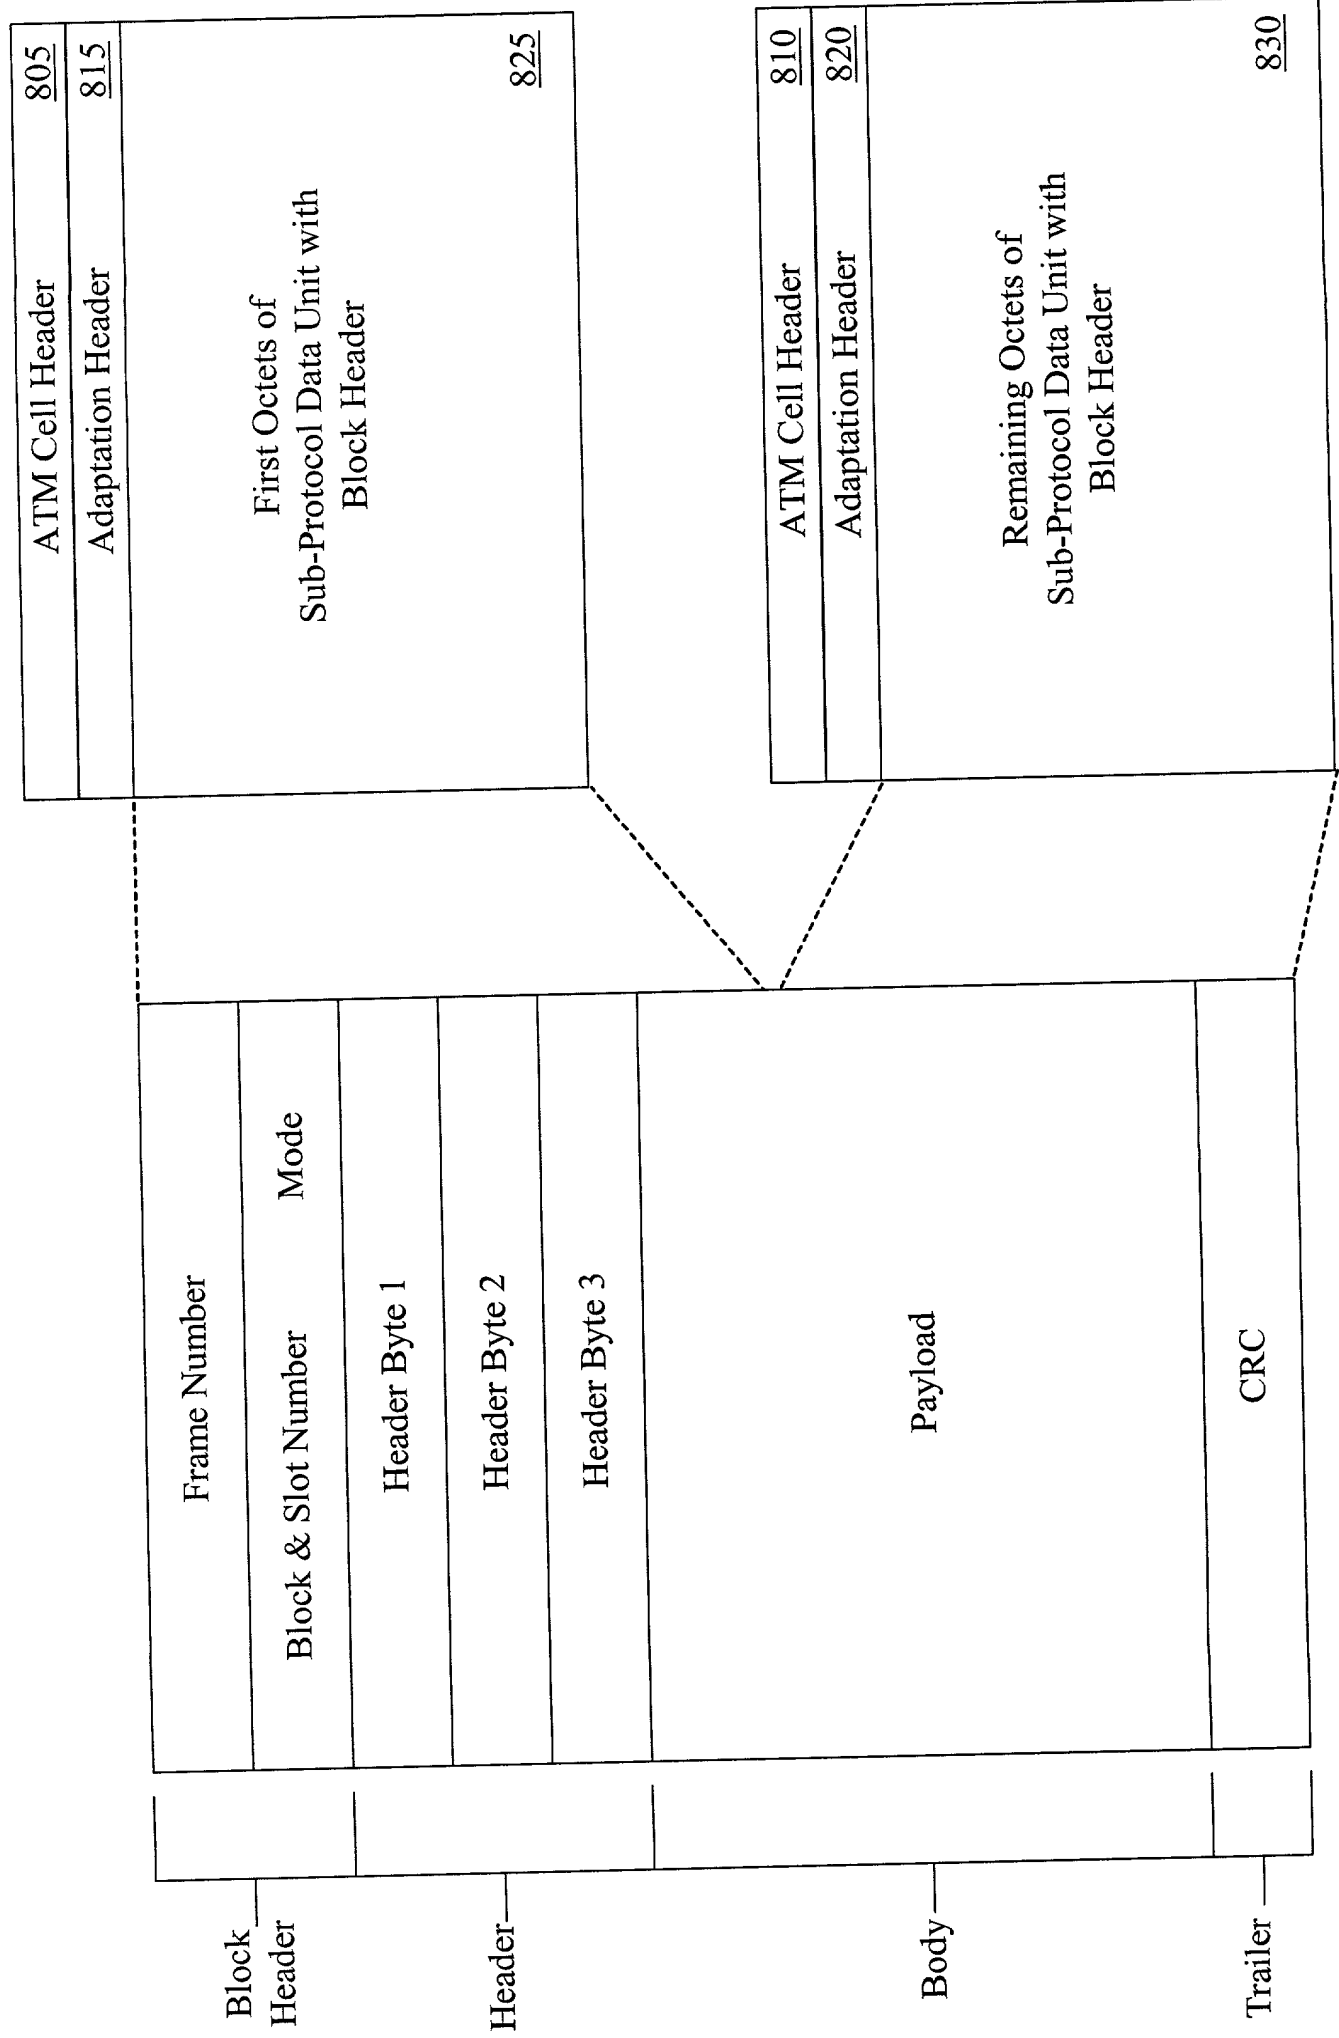 Block
Header
Header
Body
Trailer
Frame Number
Block & Slot Number Mode
Header Byte 1
Header Byte 2
Header Byte 3
Payload
CRC
ATM Cell Header 805
Adaptation Header 815
First Octets of
Sub-Protocol Data Unit with
Block Header
825
ATM Cell Header 810
Adaptation Header 820
Remaining Octets of
Sub-Protocol Data Unit with
Block Header
830